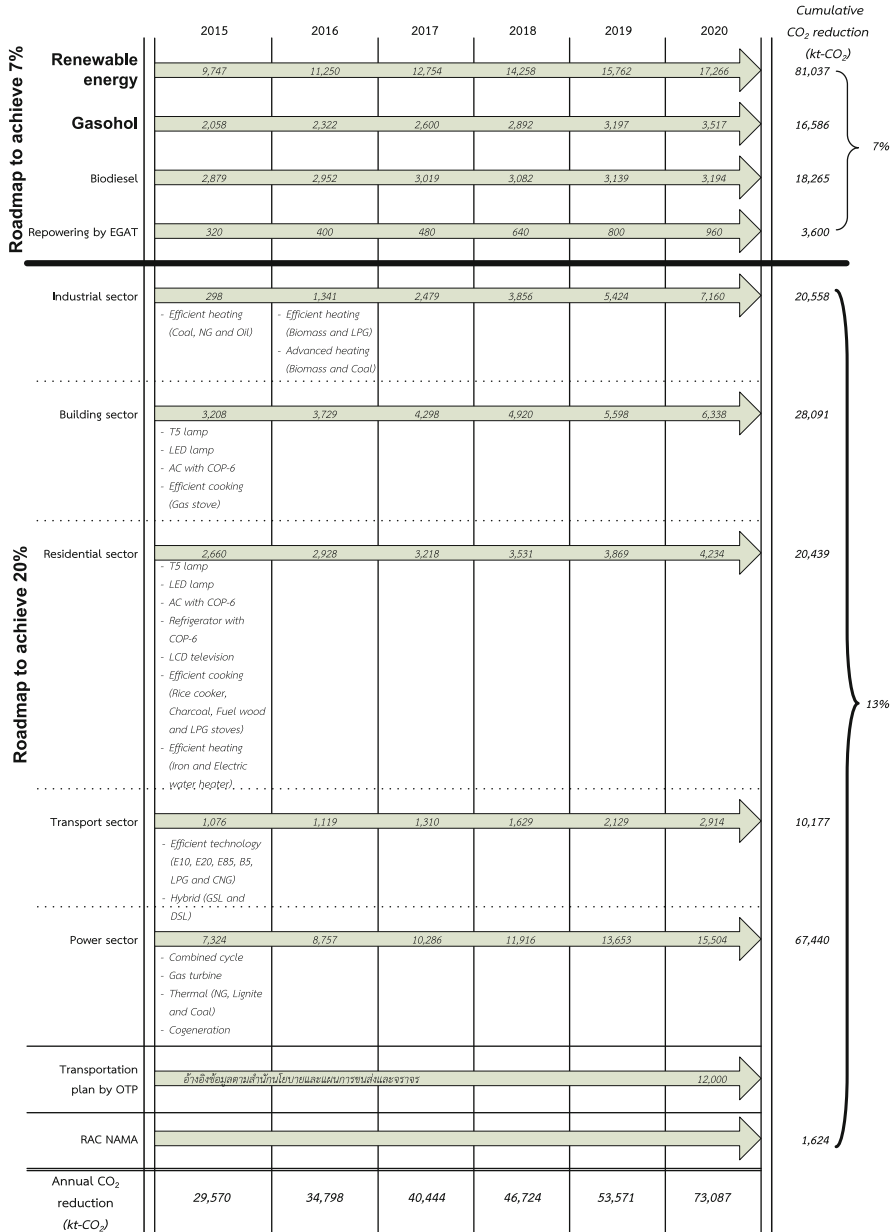 Cumulative
CO₂ reduction
(kt-CO₂)
2015 2016 2017 2018 2019 2020
Roadmap to achieve 7%
Renewable
energy
9,747 11,250 12,754 14,258 15,762 17,266 81,037
Gasohol
2,058 2,322 2,600 2,892 3,197 3,517 16,586
7%
Biodiesel
2,879 2,952 3,019 3,082 3,139 3,194 18,265
Repowering by EGAT
320 400 480 640 800 960 3,600
Roadmap to achieve 20%
Industrial sector
298 1,341 2,479 3,856 5,424 7,160 20,558
- Efficient heating
(Coal, NG and Oil)
- Efficient heating
(Biomass and LPG)
- Advanced heating
(Biomass and Coal)
Building sector
3,208 3,729 4,298 4,920 5,598 6,338 28,091
- T5 lamp
- LED lamp
- AC with COP-6
- Efficient cooking
(Gas stove)
Residential sector
2,660 2,928 3,218 3,531 3,869 4,234 20,439
- T5 lamp
- LED lamp
- AC with COP-6
- Refrigerator with
COP-6
- LCD television
- Efficient cooking
(Rice cooker,
Charcoal, Fuel wood
and LPG stoves)
- Efficient heating
(Iron and Electric
water heater)
13%
Transport sector
1,076 1,119 1,310 1,629 2,129 2,914 10,177
- Efficient technology
(E10, E20, E85, B5,
LPG and CNG)
- Hybrid (GSL and
DSL)
Power sector
7,324 8,757 10,286 11,916 13,653 15,504 67,440
- Combined cycle
- Gas turbine
- Thermal (NG, Lignite
and Coal)
- Cogeneration
Transportation
plan by OTP
อ้างอิงข้อมูลตามสำนักนโยบายและแผนการขนส่งและจราจร 12,000
RAC NAMA
1,624
Annual CO₂
reduction
(kt-CO₂)
29,570 34,798 40,444 46,724 53,571 73,087